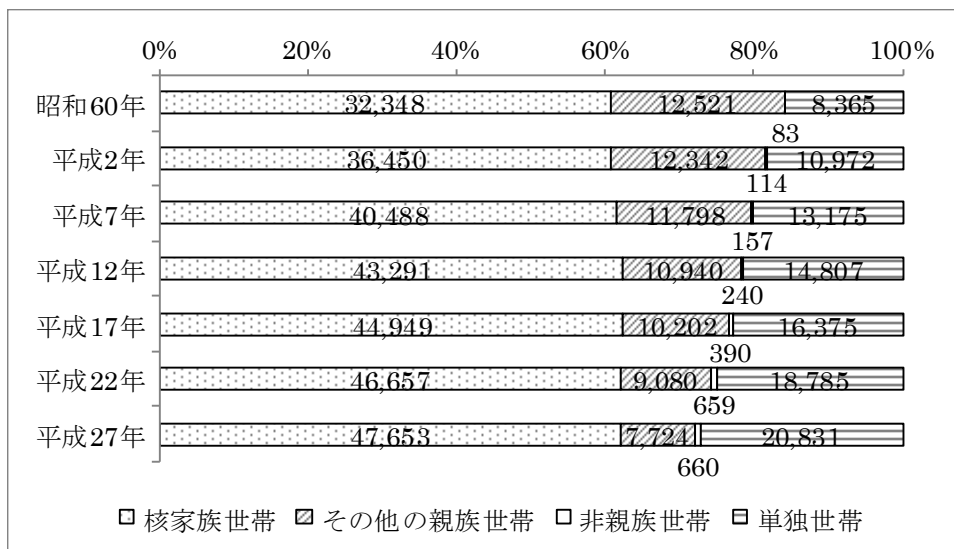 0% 20% 40% 60% 80% 100%
昭和60年 32,348 12,521 8,365
83
平成2年 36,450 12,342 10,972
114
平成7年 40,488 11,798 13,175
157
平成12年 43,291 10,940 14,807
240
平成17年 44,949 10,202 16,375
390
平成22年 46,657 9,080 18,785
659
平成27年 47,653 7,724 20,831
660
核家族世帯 その他の親族世帯 非親族世帯 単独世帯